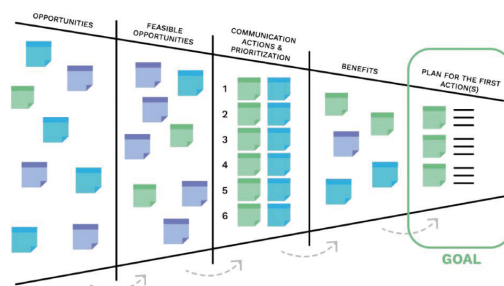 OPPORTUNITIES
FEASIBLE
OPPORTUNITIES
COMMUNICATION
ACTIONS &
PRIORITIZATION
BENEFITS
PLAN FOR THE FIRST
ACTION(S)
1
2
3
4
5
6
GOAL